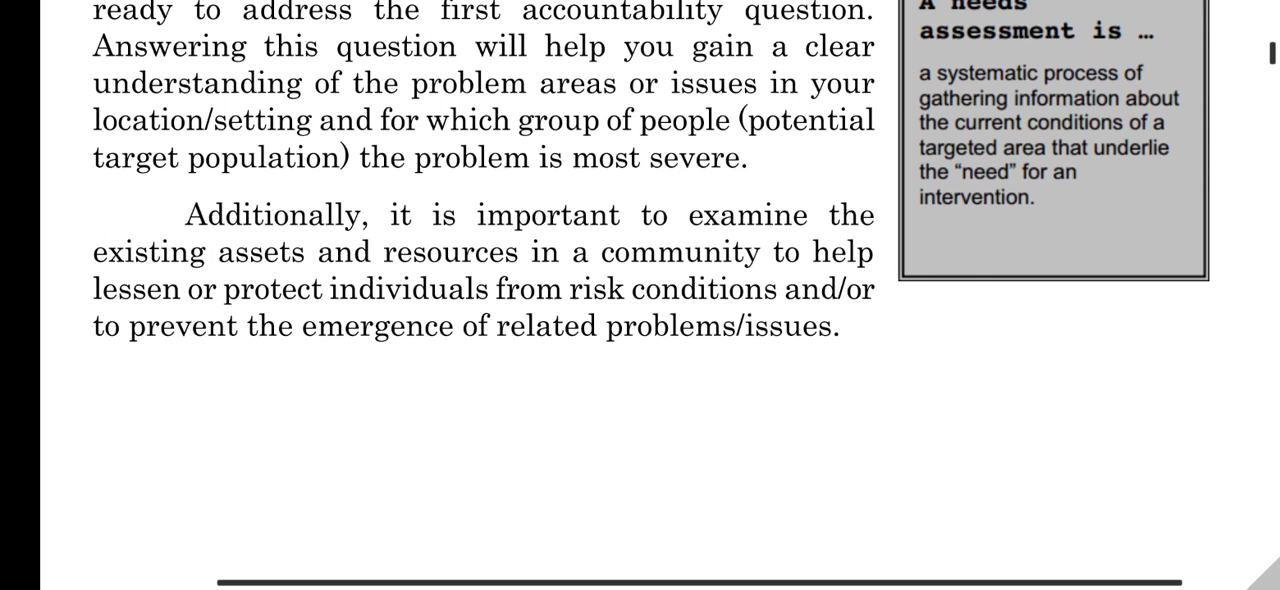 ready to address the first accountability question.
Answering this question will help you gain a clear
understanding of the problem areas or issues in your
location/setting and for which group of people (potential
target population) the problem is most severe.
Additionally, it is important to examine the
existing assets and resources in a community to help
lessen or protect individuals from risk conditions and/or
to prevent the emergence of related problems/issues.
A needs
assessment is …
a systematic process of
gathering information about
the current conditions of a
targeted area that underlie
the “need” for an
intervention.